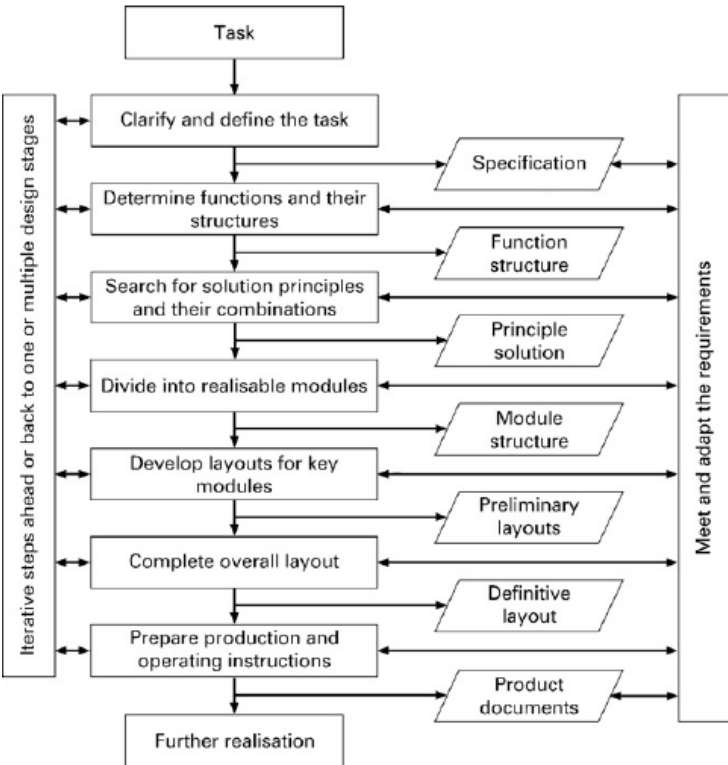 Task
Clarify and define the task
Specification
Determine functions and their
structures
Function
structure
Search for solution principles
and their combinations
Principle
solution
Divide into realisable modules
Module
structure
Develop layouts for key
modules
Preliminary
layouts
Complete overall layout
Definitive
layout
Prepare production and
operating instructions
Product
documents
Further realisation
Iterative steps ahead or back to one or multiple design stages
Meet and adapt the requirements